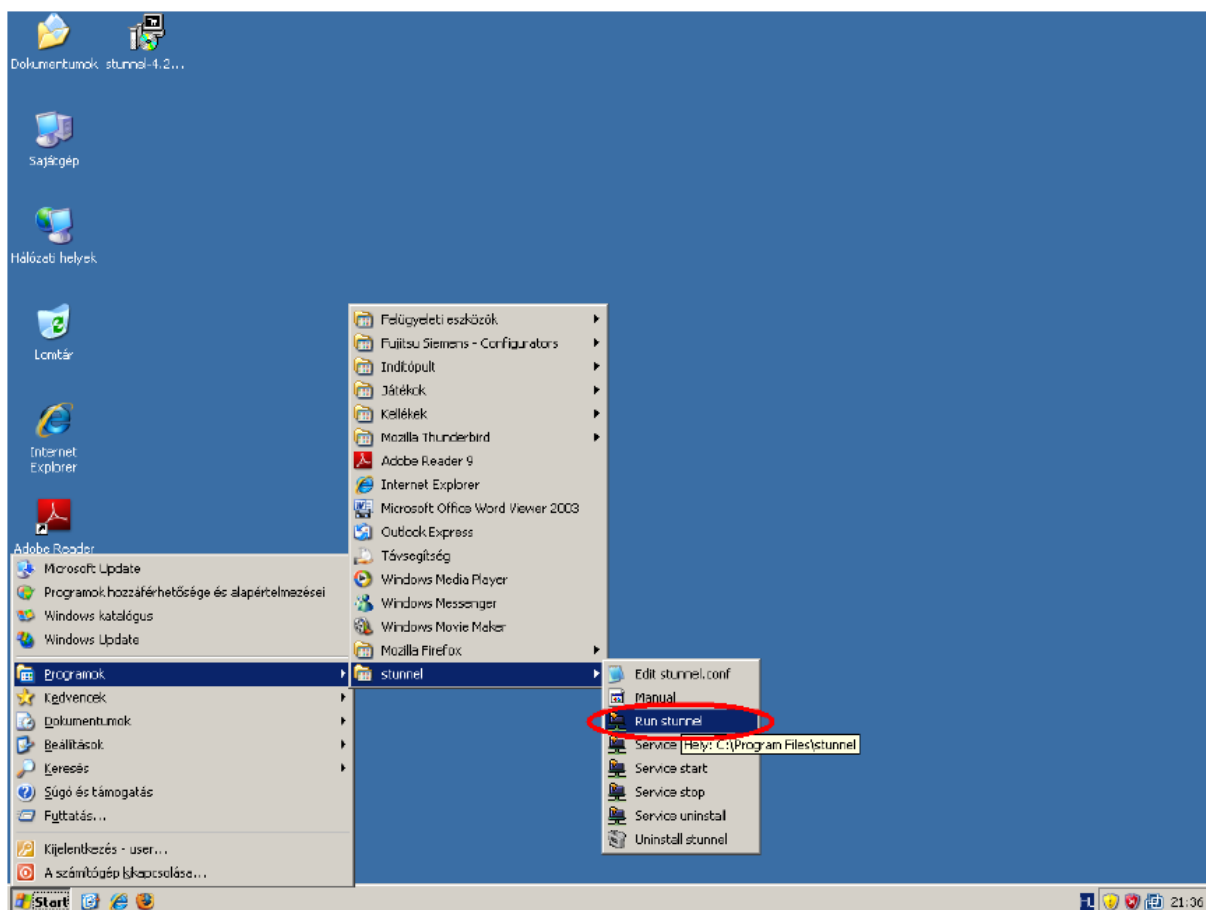 Dokumentumok
stunnel-4.2...
Sajátgép
Hálózati helyek
Lomtár
Internet
Explorer
Adobe Reader
Felügyeleti eszközök
Fujitsu Siemens - Configurators
Indítópult
Játékok
Kellékek
Mozilla Thunderbird
Adobe Reader 9
Internet Explorer
Microsoft Office Word Viewer 2003
Outlook Express
Távsegítség
Windows Media Player
Windows Messenger
Windows Movie Maker
Mozilla Firefox
stunnel
Microsoft Update
Programok hozzáférhetősége és alapértelmezései
Windows katalógus
Windows Update
Programok
Kedvencek
Dokumentumok
Beállítások
Keresés
Súgó és támogatás
Futtatás...
Kijelentkezés - user...
A számítógép kikapcsolása...
Edit stunnel.conf
Manual
Run stunnel
Service
Hely: C:\Program Files\stunnel
Service start
Service stop
Service uninstall
Uninstall stunnel
Start
21:36